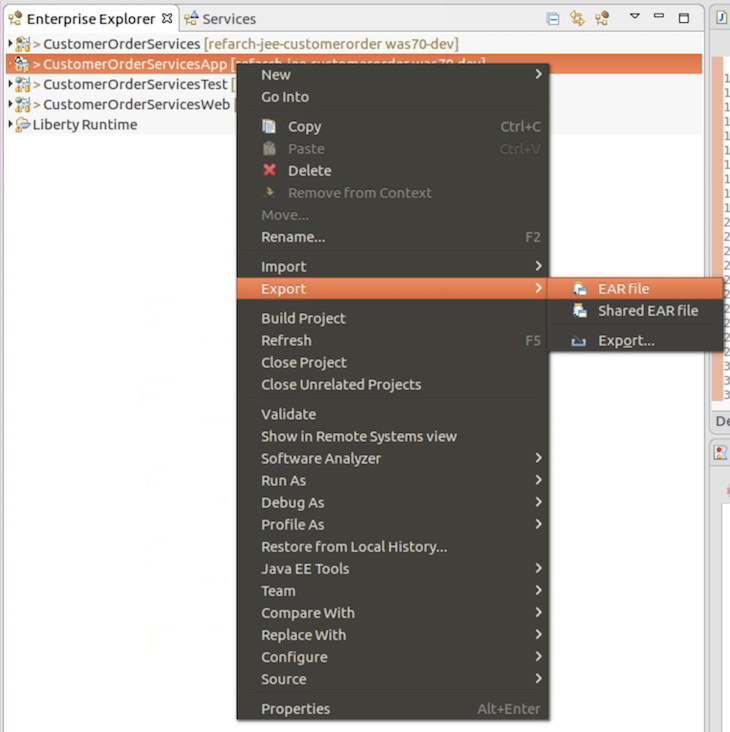 Enterprise Explorer Services
> CustomerOrderServices [refarch-jee-customerorder was70-dev]
> CustomerOrderServicesApp [refarch-jee-customerorder was70-dev]
> CustomerOrderServicesTest [
> CustomerOrderServicesWeb [
Liberty Runtime
New
Go Into
Copy Ctrl+C
Paste Ctrl+V
Delete
Remove from Context
Move...
Rename... F2
Import
Export
EAR file
Shared EAR file
Export...
Build Project
Refresh F5
Close Project
Close Unrelated Projects
Validate
Show in Remote Systems view
Software Analyzer
Run As
Debug As
Profile As
Restore from Local History...
Java EE Tools
Team
Compare With
Replace With
Configure
Source
Properties Alt+Enter
De